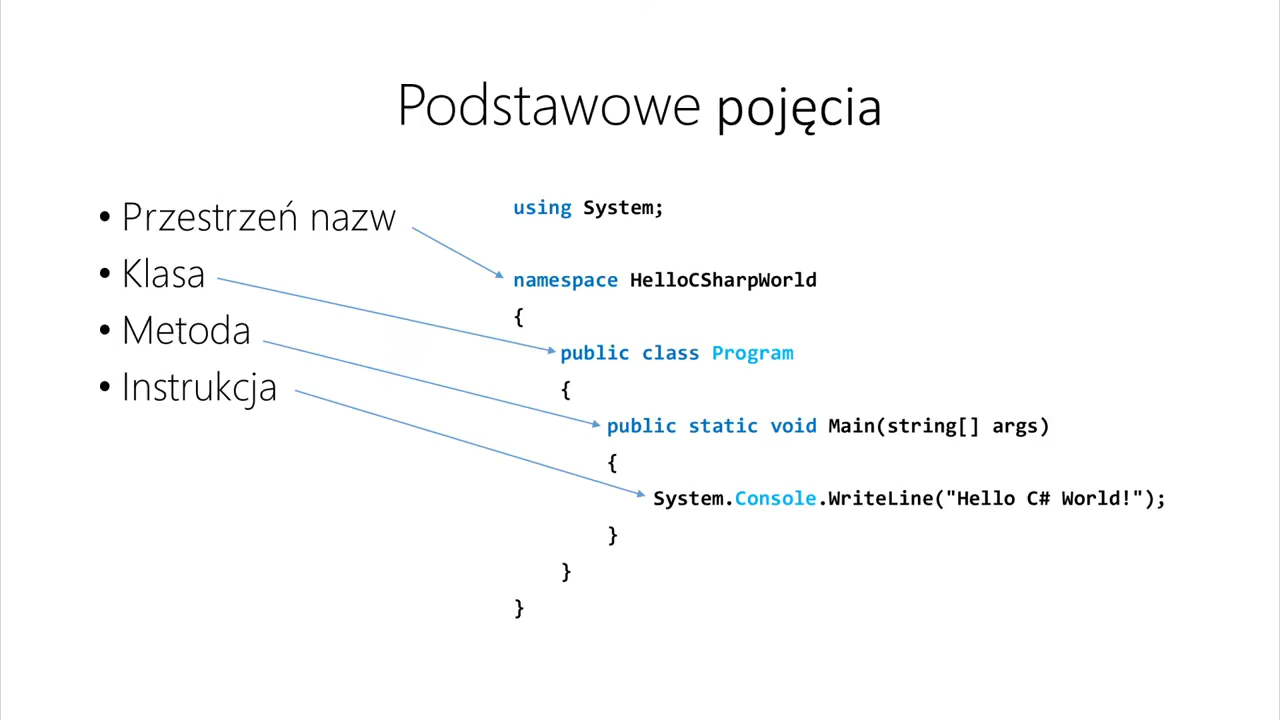 Podstawowe pojęcia
• Przestrzeń nazw
• Klasa
• Metoda
• Instrukcja
using System;
namespace HelloCSharpWorld
{
public class Program
{
public static void Main(string[] args)
{
System.Console.WriteLine("Hello C# World!");
}
}
}